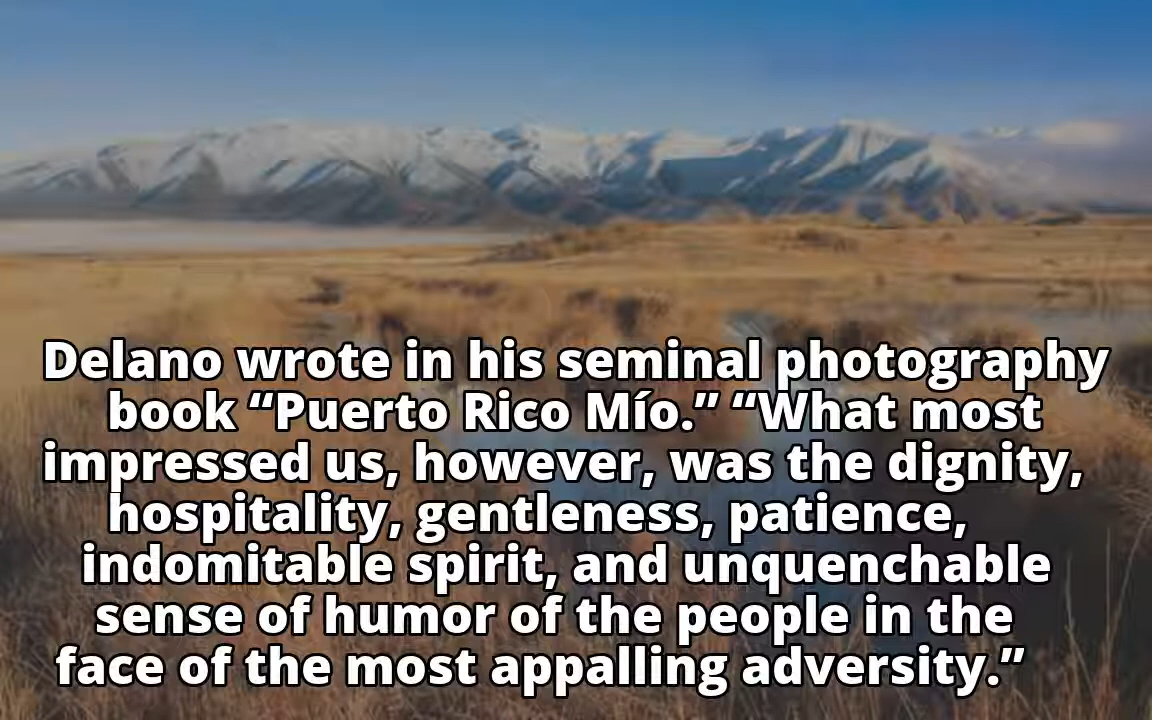 Delano wrote in his seminal photography
book “Puerto Rico Mío.” “What most
impressed us, however, was the dignity,
hospitality, gentleness, patience,
indomitable spirit, and unquenchable
sense of humor of the people in the
face of the most appalling adversity.”